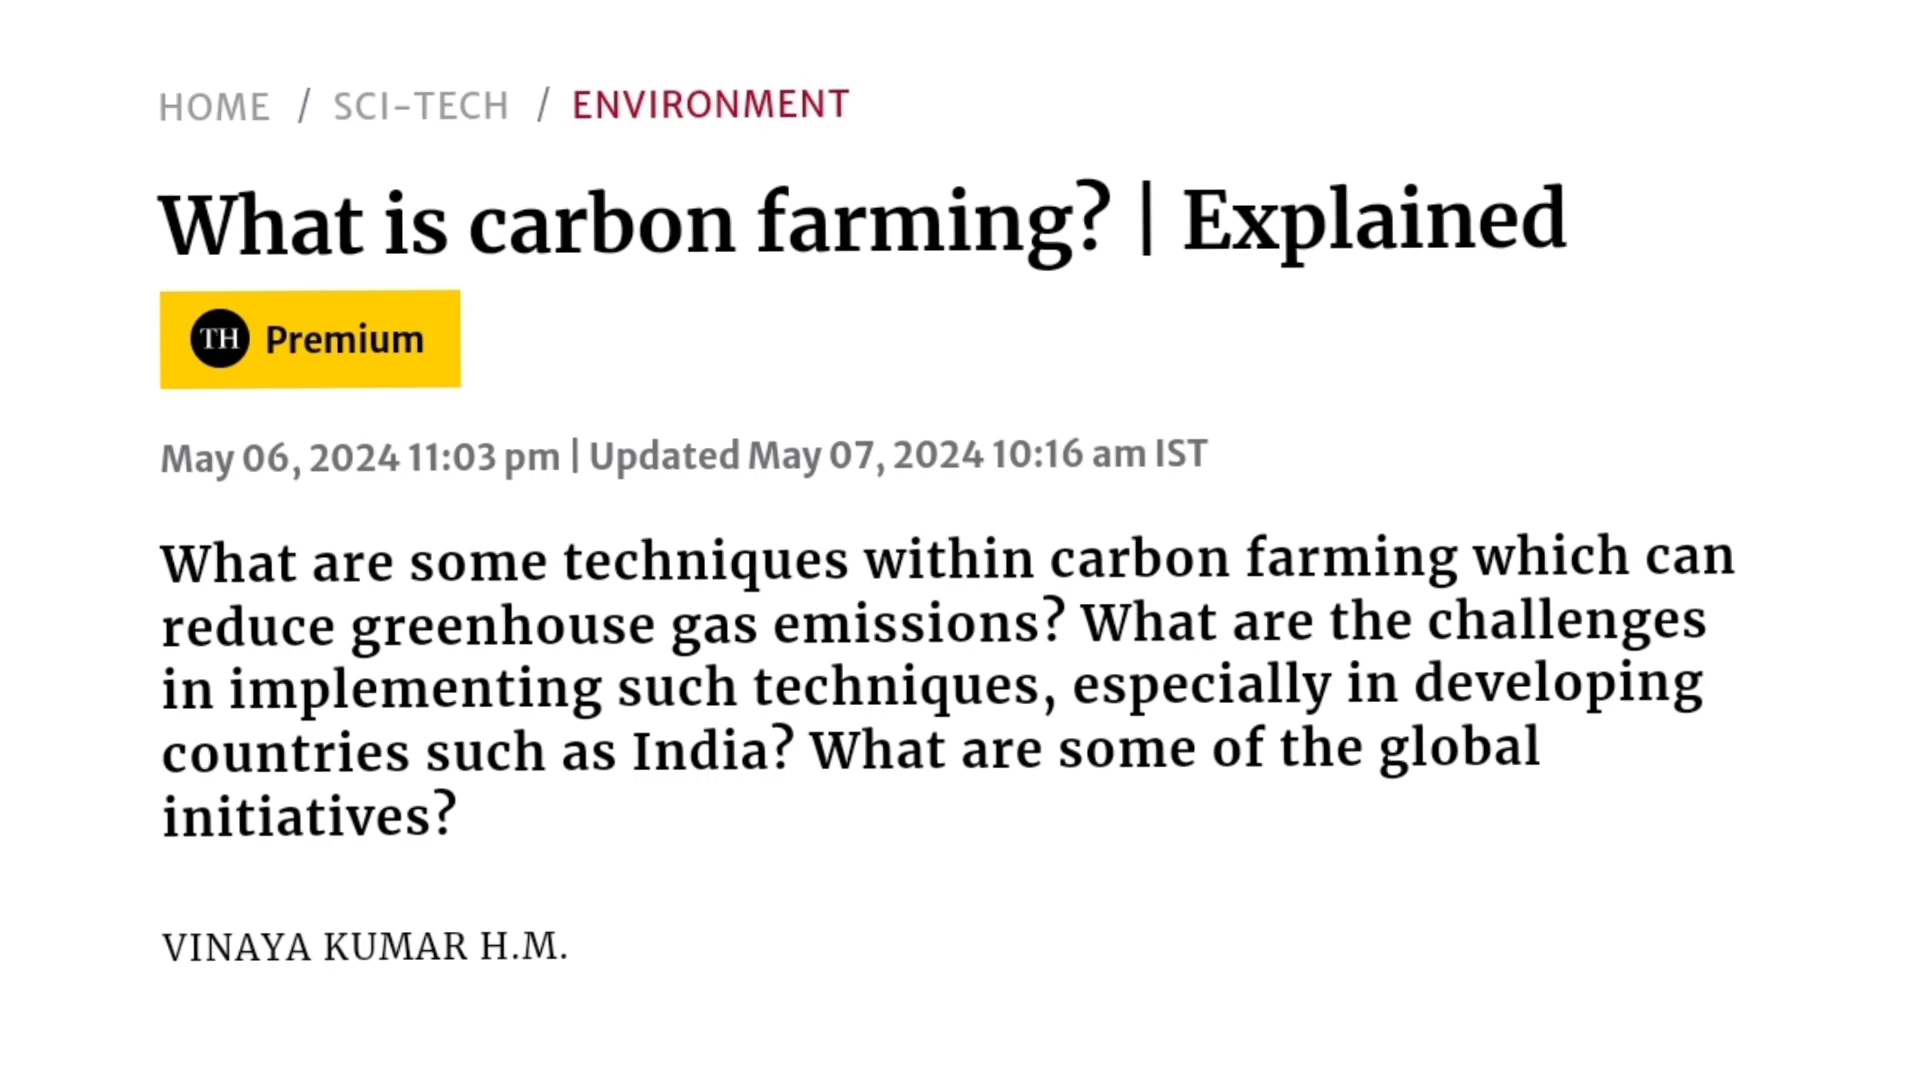 HOME / SCI-TECH / ENVIRONMENT
What is carbon farming? | Explained
TH Premium
May 06, 2024 11:03 pm | Updated May 07, 2024 10:16 am IST
What are some techniques within carbon farming which can
reduce greenhouse gas emissions? What are the challenges
in implementing such techniques, especially in developing
countries such as India? What are some of the global
initiatives?
VINAYA KUMAR H.M.